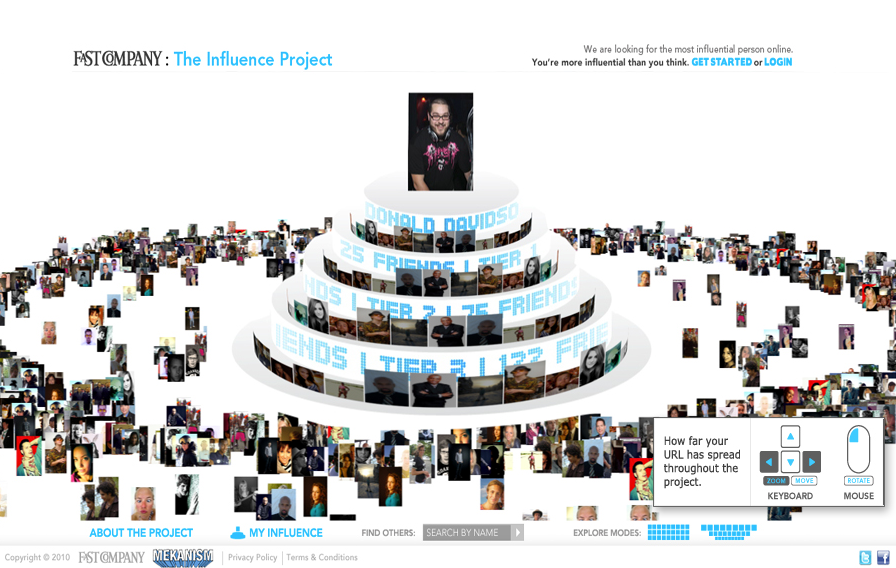 FAST COMPANY : The Influence Project
We are looking for the most influential person online.
You're more influential than you think. GET STARTED or LOGIN
DONALD DAVIDSO
25 FRIENDS | TIER 1
NDS | TIER 2 | 75 FRIENDS
IENDS | TIER 3 | 177 FRIE
How far your
URL has spread
throughout the
project.
ZOOM MOVE
KEYBOARD
ROTATE
MOUSE
ABOUT THE PROJECT
MY INFLUENCE
FIND OTHERS: SEARCH BY NAME
EXPLORE MODES:
Copyright © 2010 FAST COMPANY MEKANISM Privacy Policy | Terms & Conditions